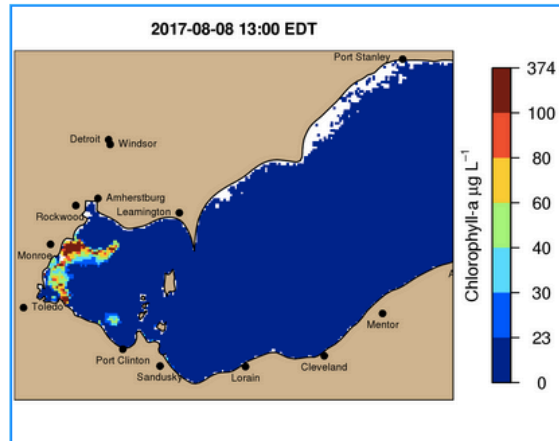 2017-08-08 13:00 EDT
Port Stanley
Detroit
Windsor
Amherstburg
Rockwood
Leamington
Monroe
Toledo
Port Clinton
Sandusky
Lorain
Cleveland
Mentor
A
374
100
80
60
40
30
23
0
Chlorophyll-a µg L⁻¹